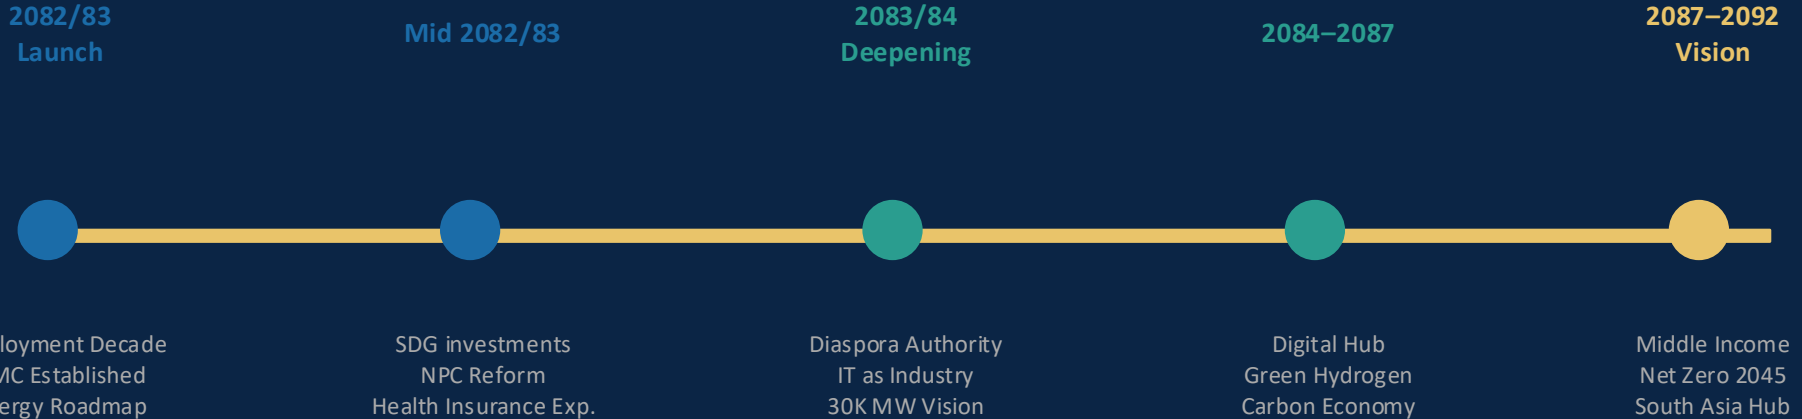 2082/83
Launch
Mid 2082/83
2083/84
Deepening
2084–2087
2087–2092
Vision
loyment Decade
MC Established
ergy Roadmap
SDG investments
NPC Reform
Health Insurance Exp.
Diaspora Authority
IT as Industry
30K MW Vision
Digital Hub
Green Hydrogen
Carbon Economy
Middle Income
Net Zero 2045
South Asia Hub